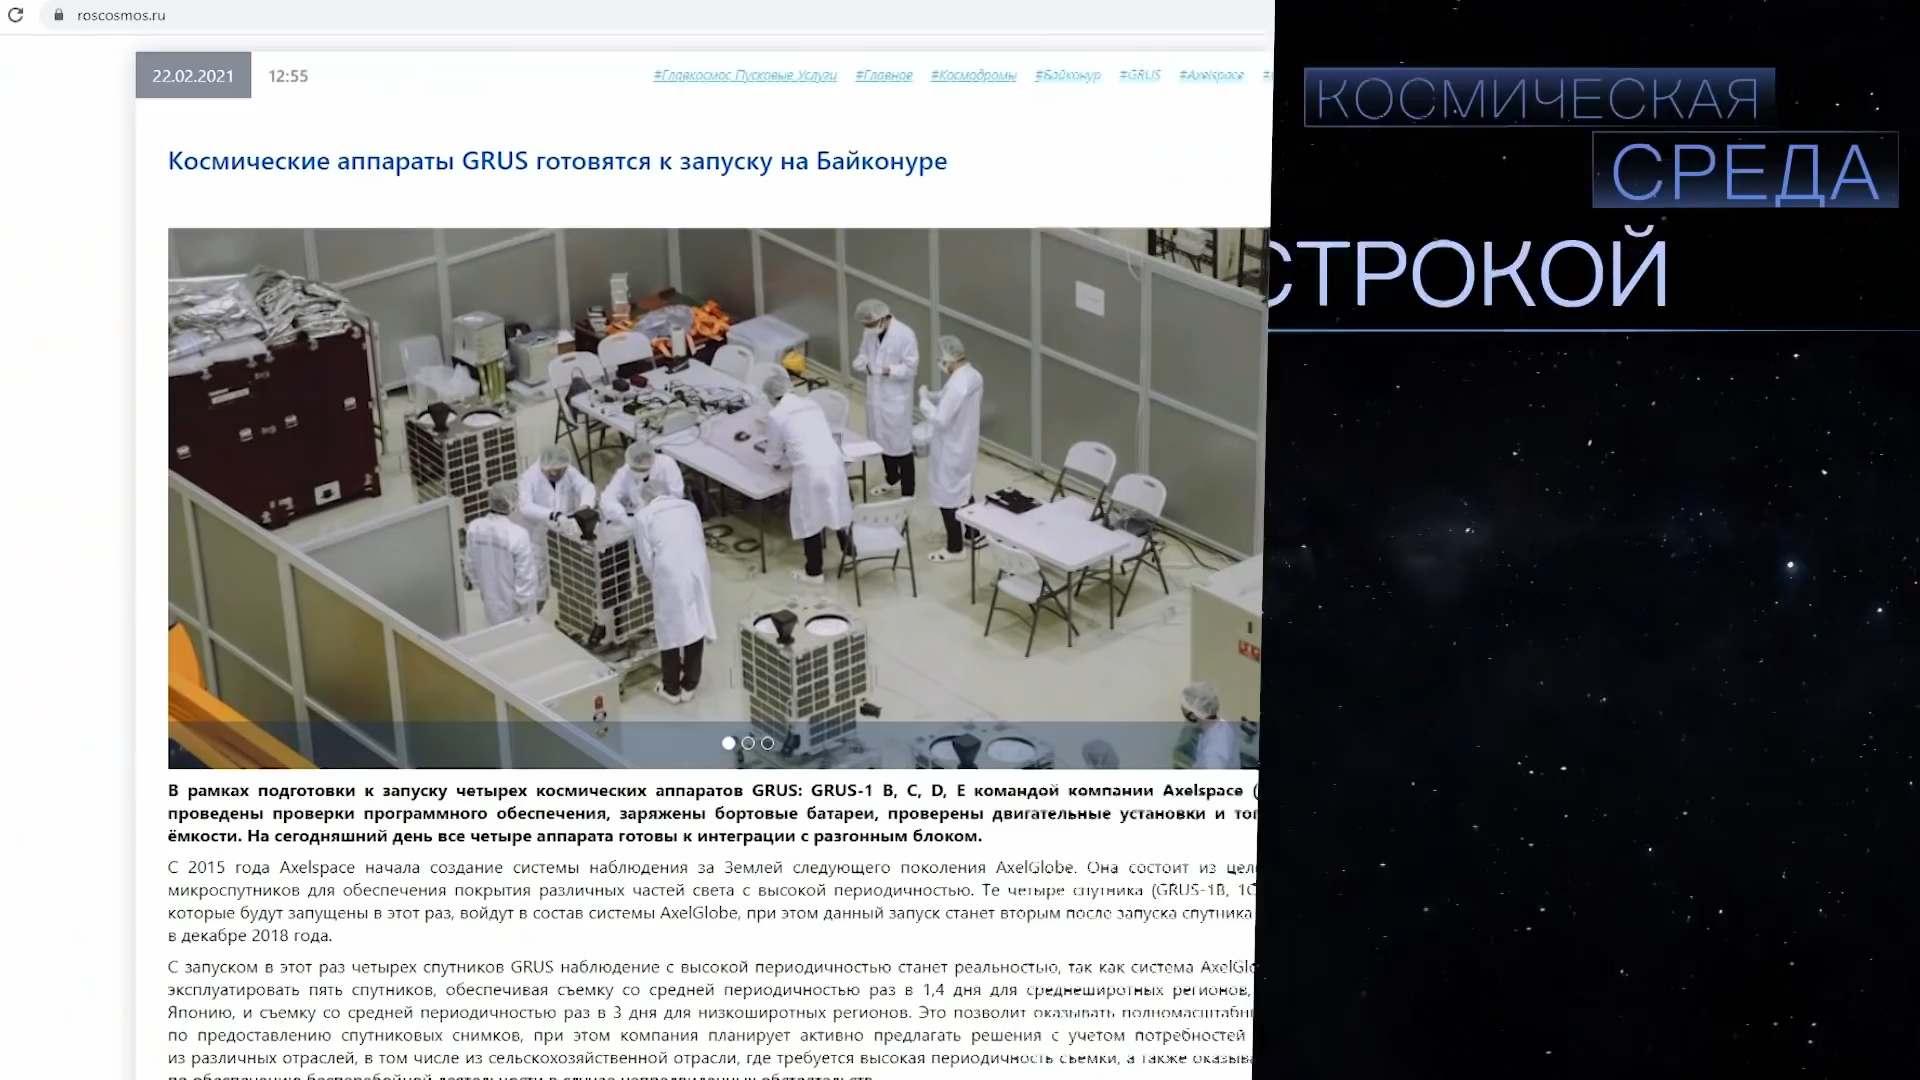 roscosmos.ru
22.02.2021 12:55 #Главкосмос Пусковые Услуги #Главное #Космодромы #Байконур #GRUS #Axelspace
Космические аппараты GRUS готовятся к запуску на Байконуре
В рамках подготовки к запуску четырех космических аппаратов GRUS: GRUS-1 B, C, D, E командой компании Axelspace (
проведены проверки программного обеспечения, заряжены бортовые батареи, проверены двигательные установки и
ёмкости. На сегодняшний день все четыре аппарата готовы к интеграции с разгонным блоком.
С 2015 года Axelspace начала создание системы наблюдения за Землей следующего поколения AxelGlobe. Она состоит из
микроспутников для обеспечения покрытия различных частей света с высокой периодичностью. Те четыре спутника (GRUS-1B,
которые будут запущены в этот раз, войдут в состав системы AxelGlobe, при этом данный запуск станет вторым после запуска спутника
в декабре 2018 года.
С запуском в этот раз четырех спутников GRUS наблюдение с высокой периодичностью станет реальностью, так как система
эксплуатировать пять спутников, обеспечивая съемку со средней периодичностью раз в 1,4 дня для среднеширотных регионов,
Японию, и съемку со средней периодичностью раз в 3 дня для низкоширотных регионов. Это позволит оказывать
по предоставлению спутниковых снимков, при этом компания планирует активно предлагать решения с учетом потребностей
из различных отраслей, в том числе из сельскохозяйственной отрасли, где требуется высокая периодичность съемки, а также
КОСМИЧЕСКАЯ
СРЕДА
СТРОКОЙ